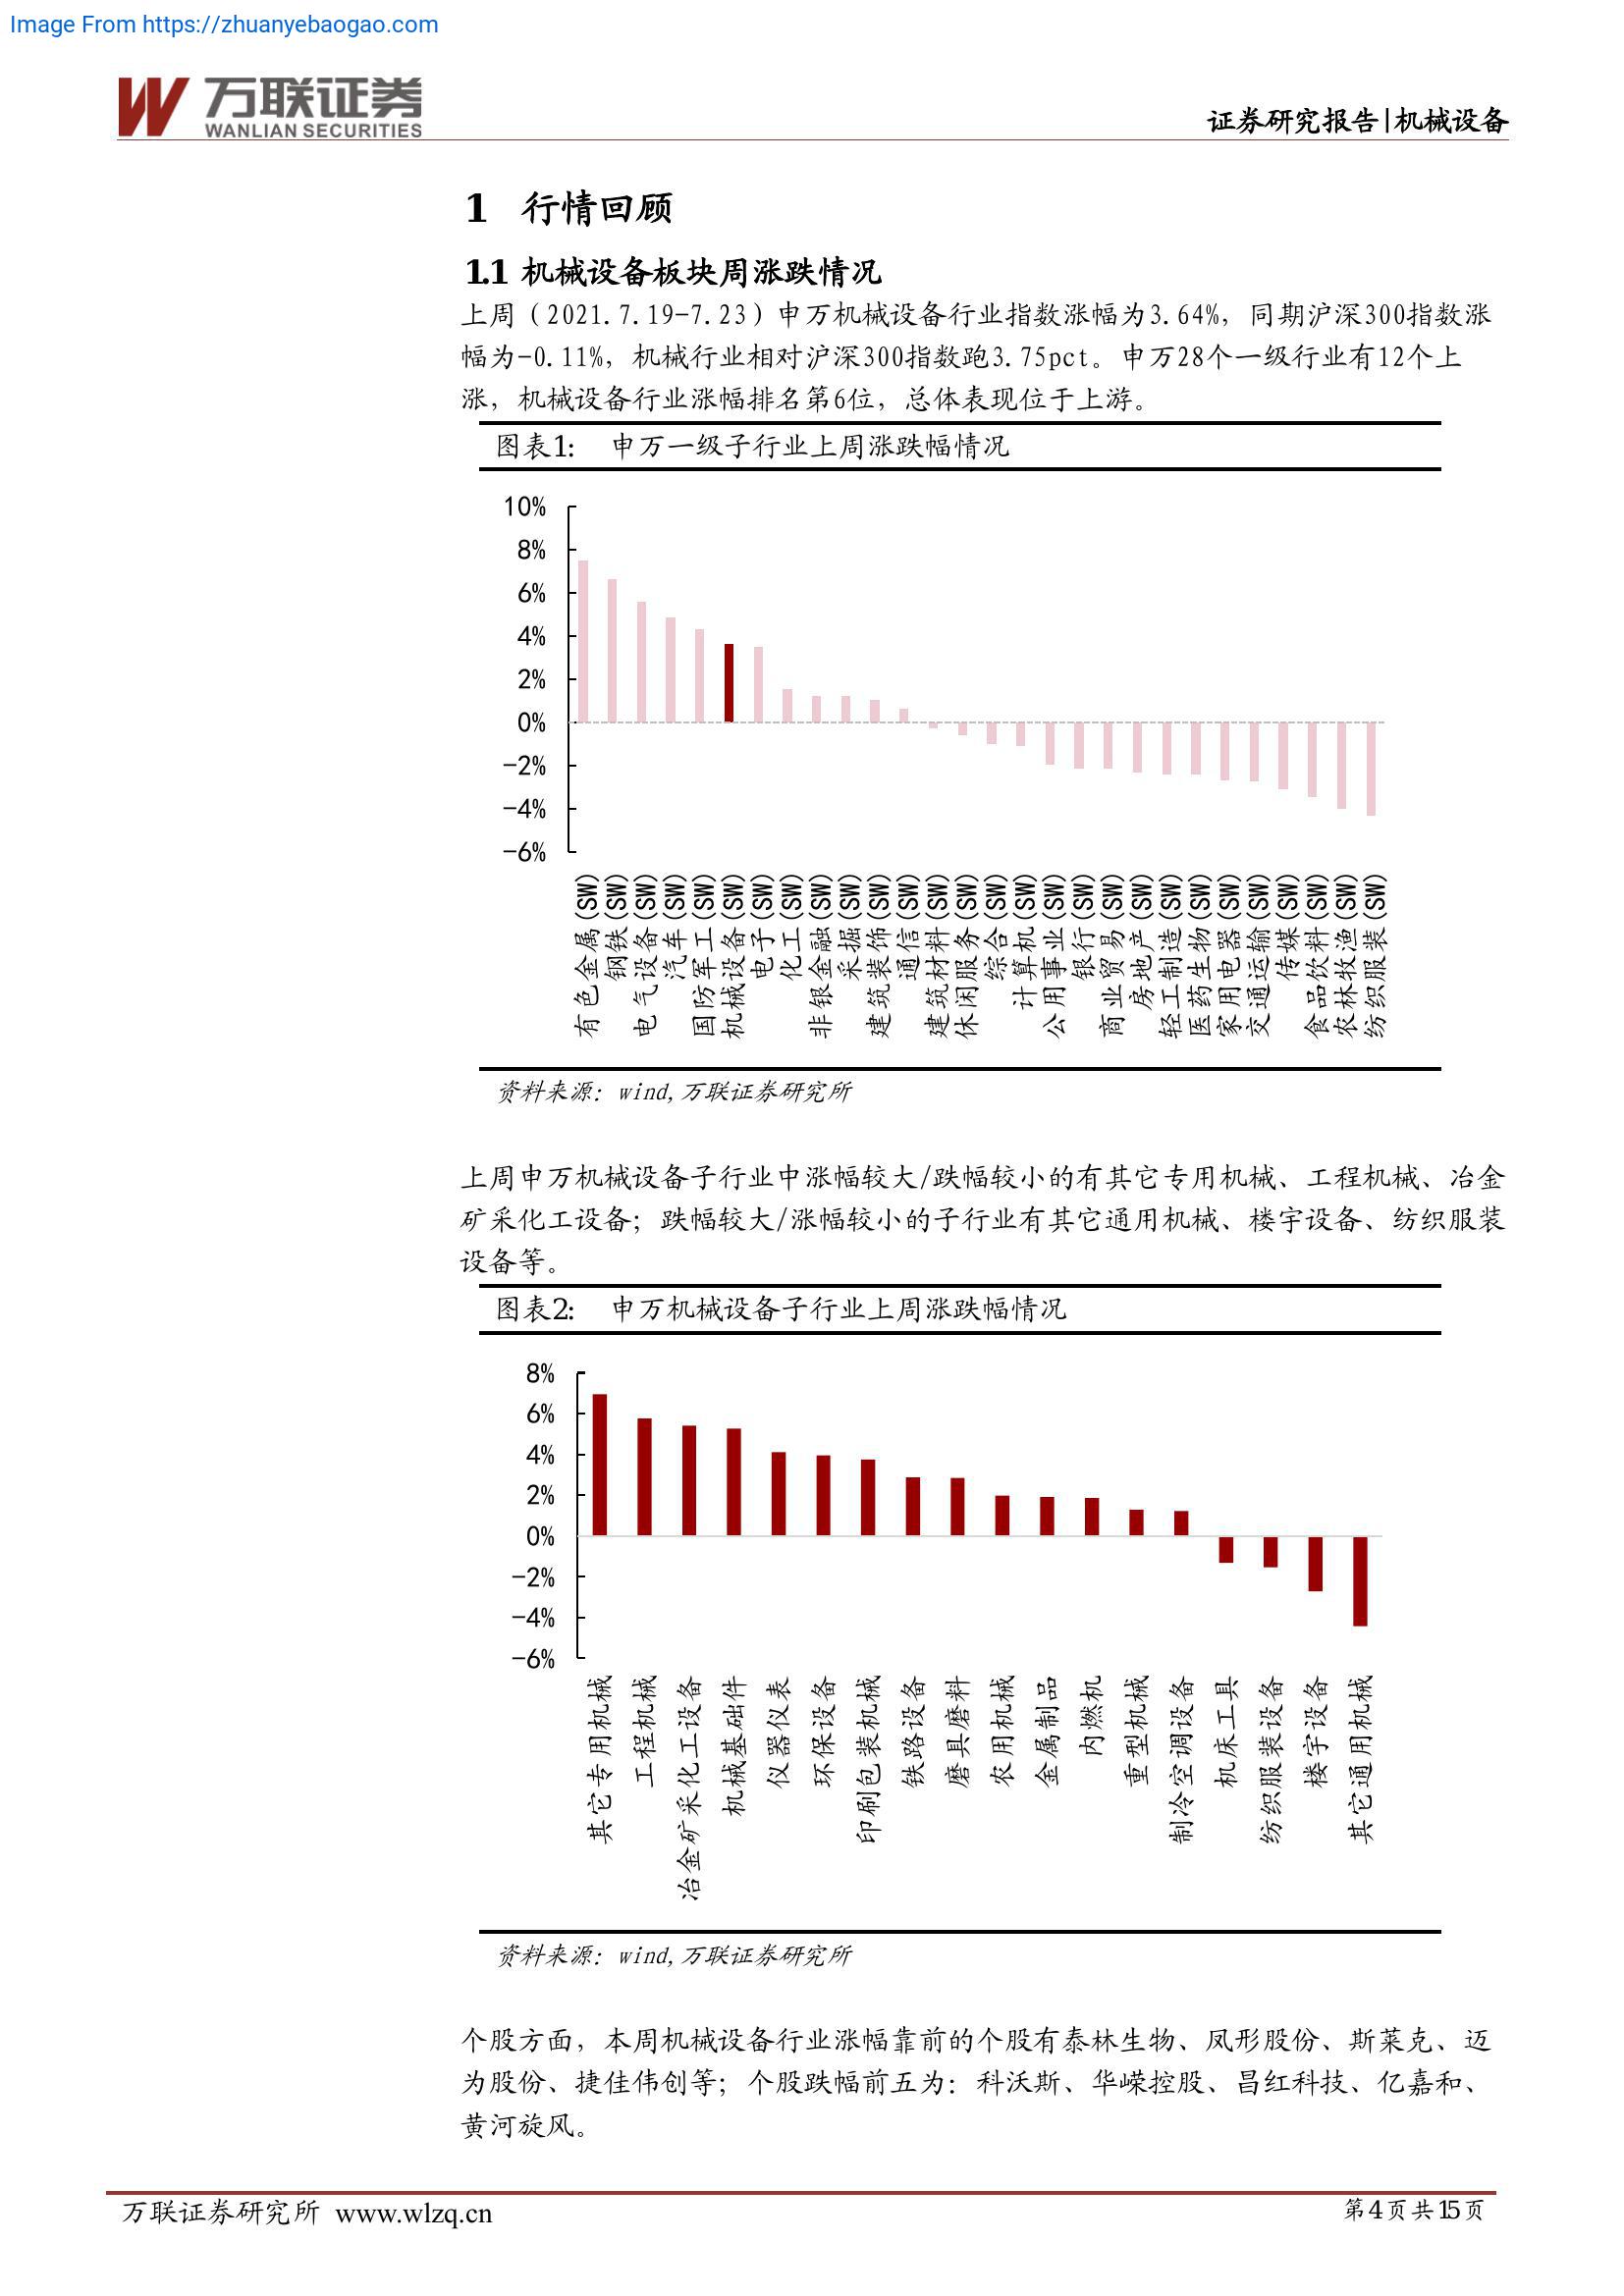 Image From https://zhuanyebaogao.com
万联证券
WANLIAN SECURITIES
证券研究报告|机械设备
1 行情回顾
1.1 机械设备板块周涨跌情况
上周（2021.7.19-7.23）申万机械设备行业指数涨幅为3.64%，同期沪深300指数涨
幅为-0.11%，机械行业相对沪深300指数跑3.75pct。申万28个一级行业有12个上
涨，机械设备行业涨幅排名第6位，总体表现位于上游。
图表1： 申万一级子行业上周涨跌幅情况
10%
8%
6%
4%
2%
0%
-2%
-4%
-6%
有色金属(SW)
钢铁(SW)
电气设备(SW)
汽车(SW)
国防军工(SW)
机械设备(SW)
电子(SW)
化工(SW)
非银金融(SW)
采掘(SW)
建筑装饰(SW)
通信(SW)
建筑材料(SW)
休闲服务(SW)
综合(SW)
计算机(SW)
公用事业(SW)
银行(SW)
商业贸易(SW)
房地产(SW)
轻工制造(SW)
医药生物(SW)
家用电器(SW)
交通运输(SW)
传媒(SW)
食品饮料(SW)
农林牧渔(SW)
纺织服装(SW)
资料来源：wind,万联证券研究所
上周申万机械设备子行业中涨幅较大/跌幅较小的有其它专用机械、工程机械、冶金
矿采化工设备；跌幅较大/涨幅较小的子行业有其它通用机械、楼宇设备、纺织服装
设备等。
图表2： 申万机械设备子行业上周涨跌幅情况
8%
6%
4%
2%
0%
-2%
-4%
-6%
其它专用机械
工程机械
冶金矿采化工设备
机械基础件
仪器仪表
环保设备
印刷包装机械
铁路设备
磨具磨料
农用机械
金属制品
内燃机
重型机械
制冷空调设备
机床工具
纺织服装设备
楼宇设备
其它通用机械
资料来源：wind,万联证券研究所
个股方面，本周机械设备行业涨幅靠前的个股有泰林生物、凤形股份、斯莱克、迈
为股份、捷佳伟创等；个股跌幅前五为：科沃斯、华嵘控股、昌红科技、亿嘉和、
黄河旋风。
万联证券研究所 www.wlzq.cn
第4页共15页